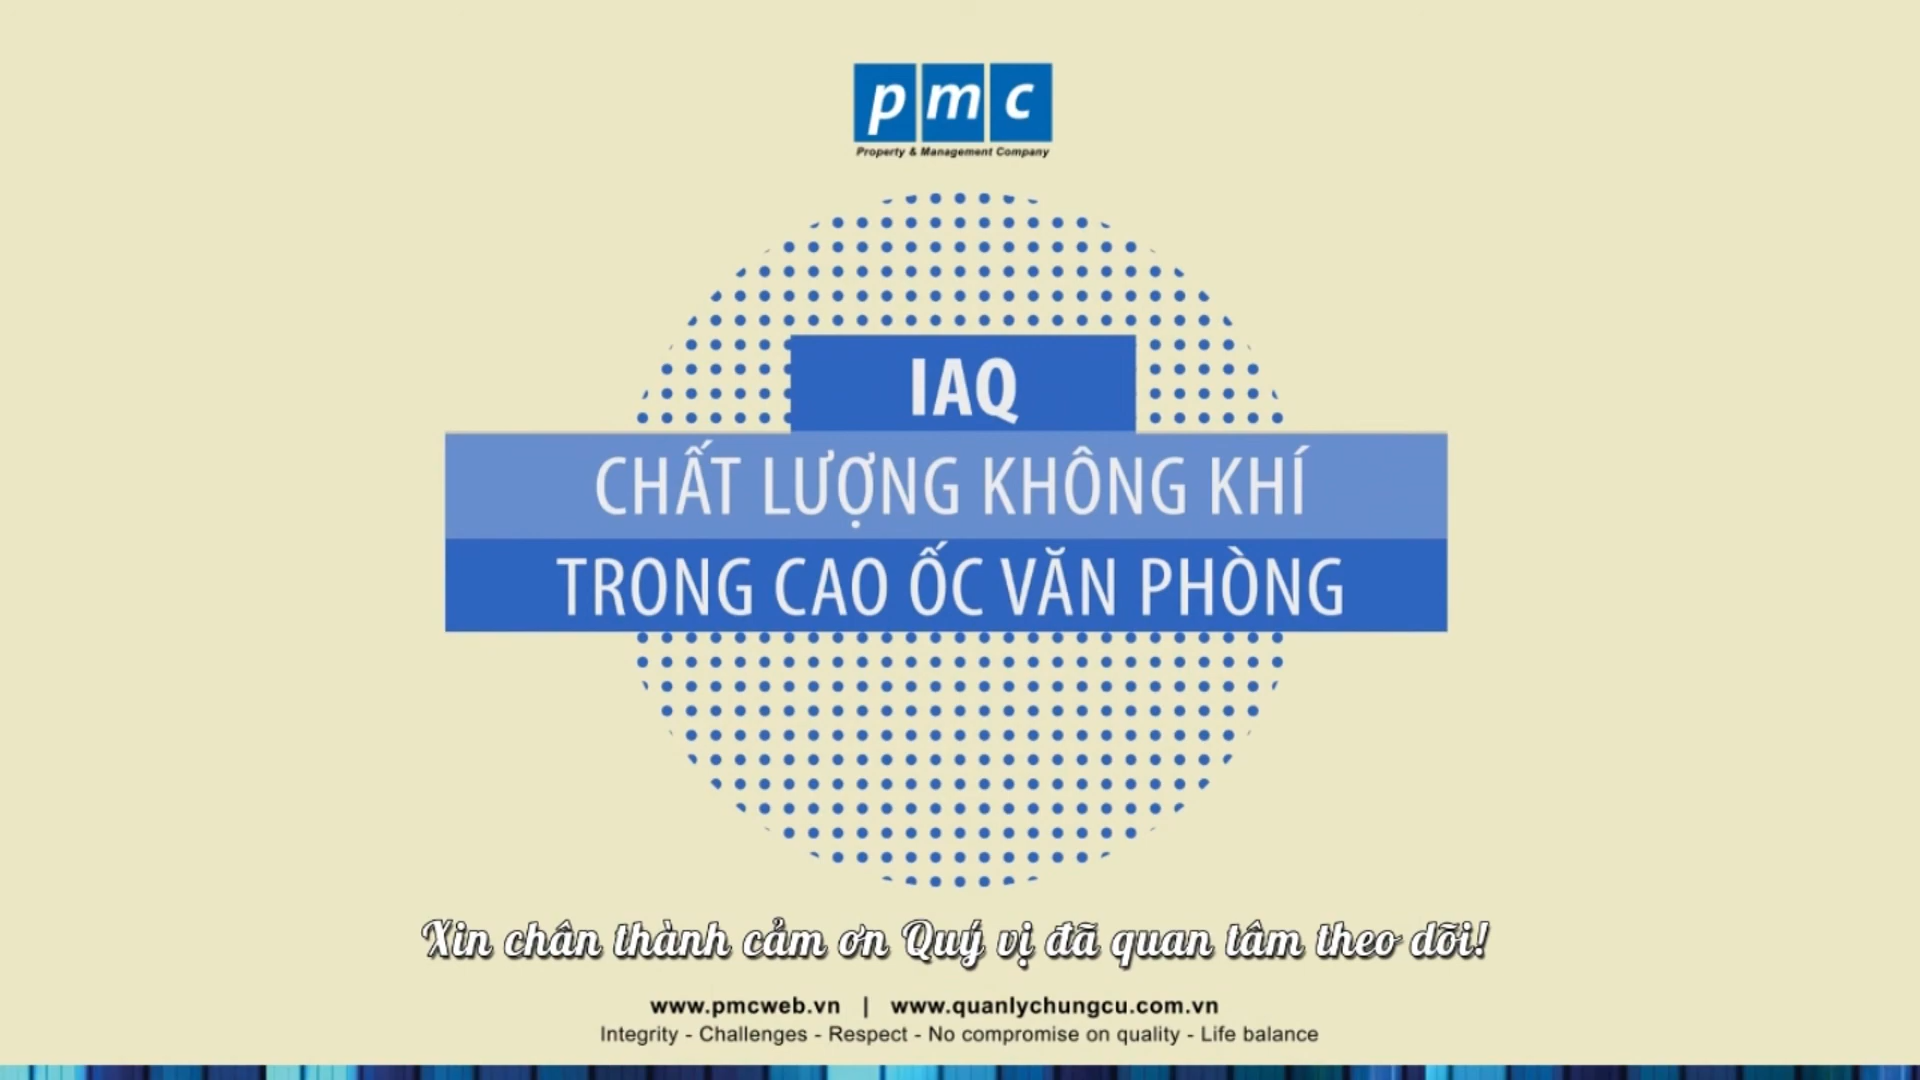 pmc
Property & Management Company
IAQ
CHẤT LƯỢNG KHÔNG KHÍ
TRONG CAO ỐC VĂN PHÒNG
Xin chân thành cảm ơn Quý vị đã quan tâm theo dõi!
www.pmcweb.vn | www.quanlychungcu.com.vn
Integrity - Challenges - Respect - No compromise on quality - Life balance